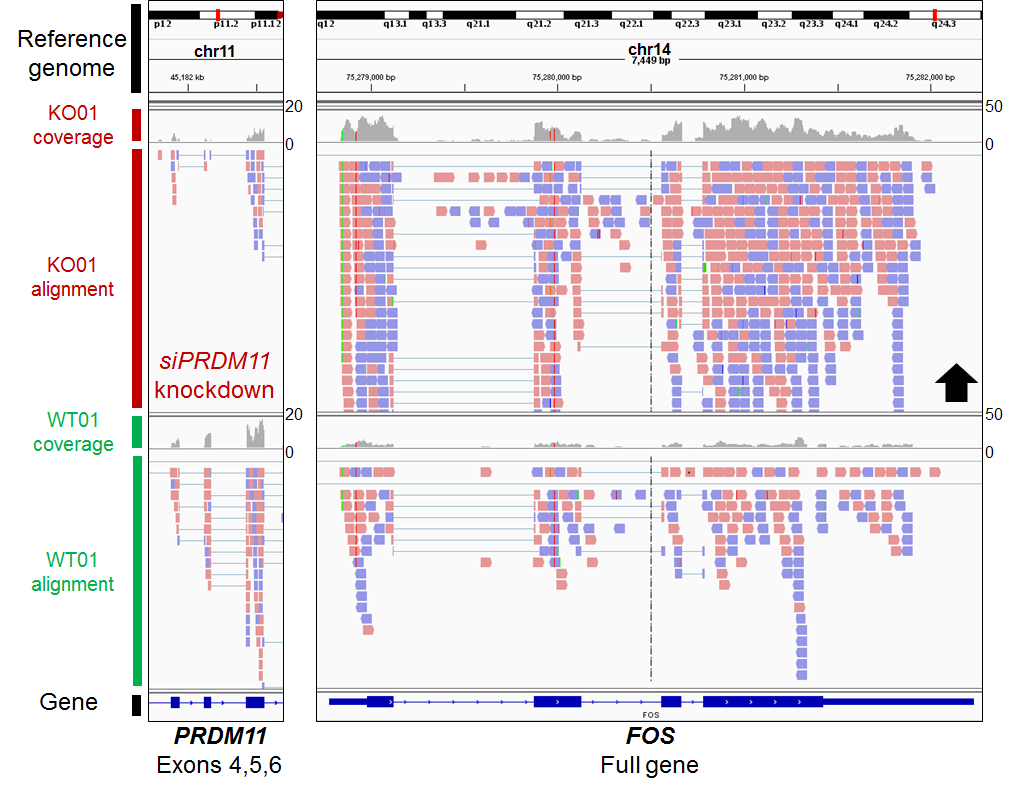 Reference
genome
p12 p11.2 p11.1 2
chr11
45,182 kb
q12 q13.1 q13.3 q21.1 q21.2 q21.3 q22.1 q22.3 q23.1 q23.2 q24.1 q24.2 q24.3
chr14
7,449 bp
75,279,000 bp 75,280,000 bp 75,281,000 bp 75,282,000 bp
KO01
coverage
20
0
50
0
KO01
alignment
siPRDM11
knockdown
WT01
coverage
20
0
50
0
WT01
alignment
Gene
FOS
PRDM11
Exons 4,5,6
FOS
Full gene